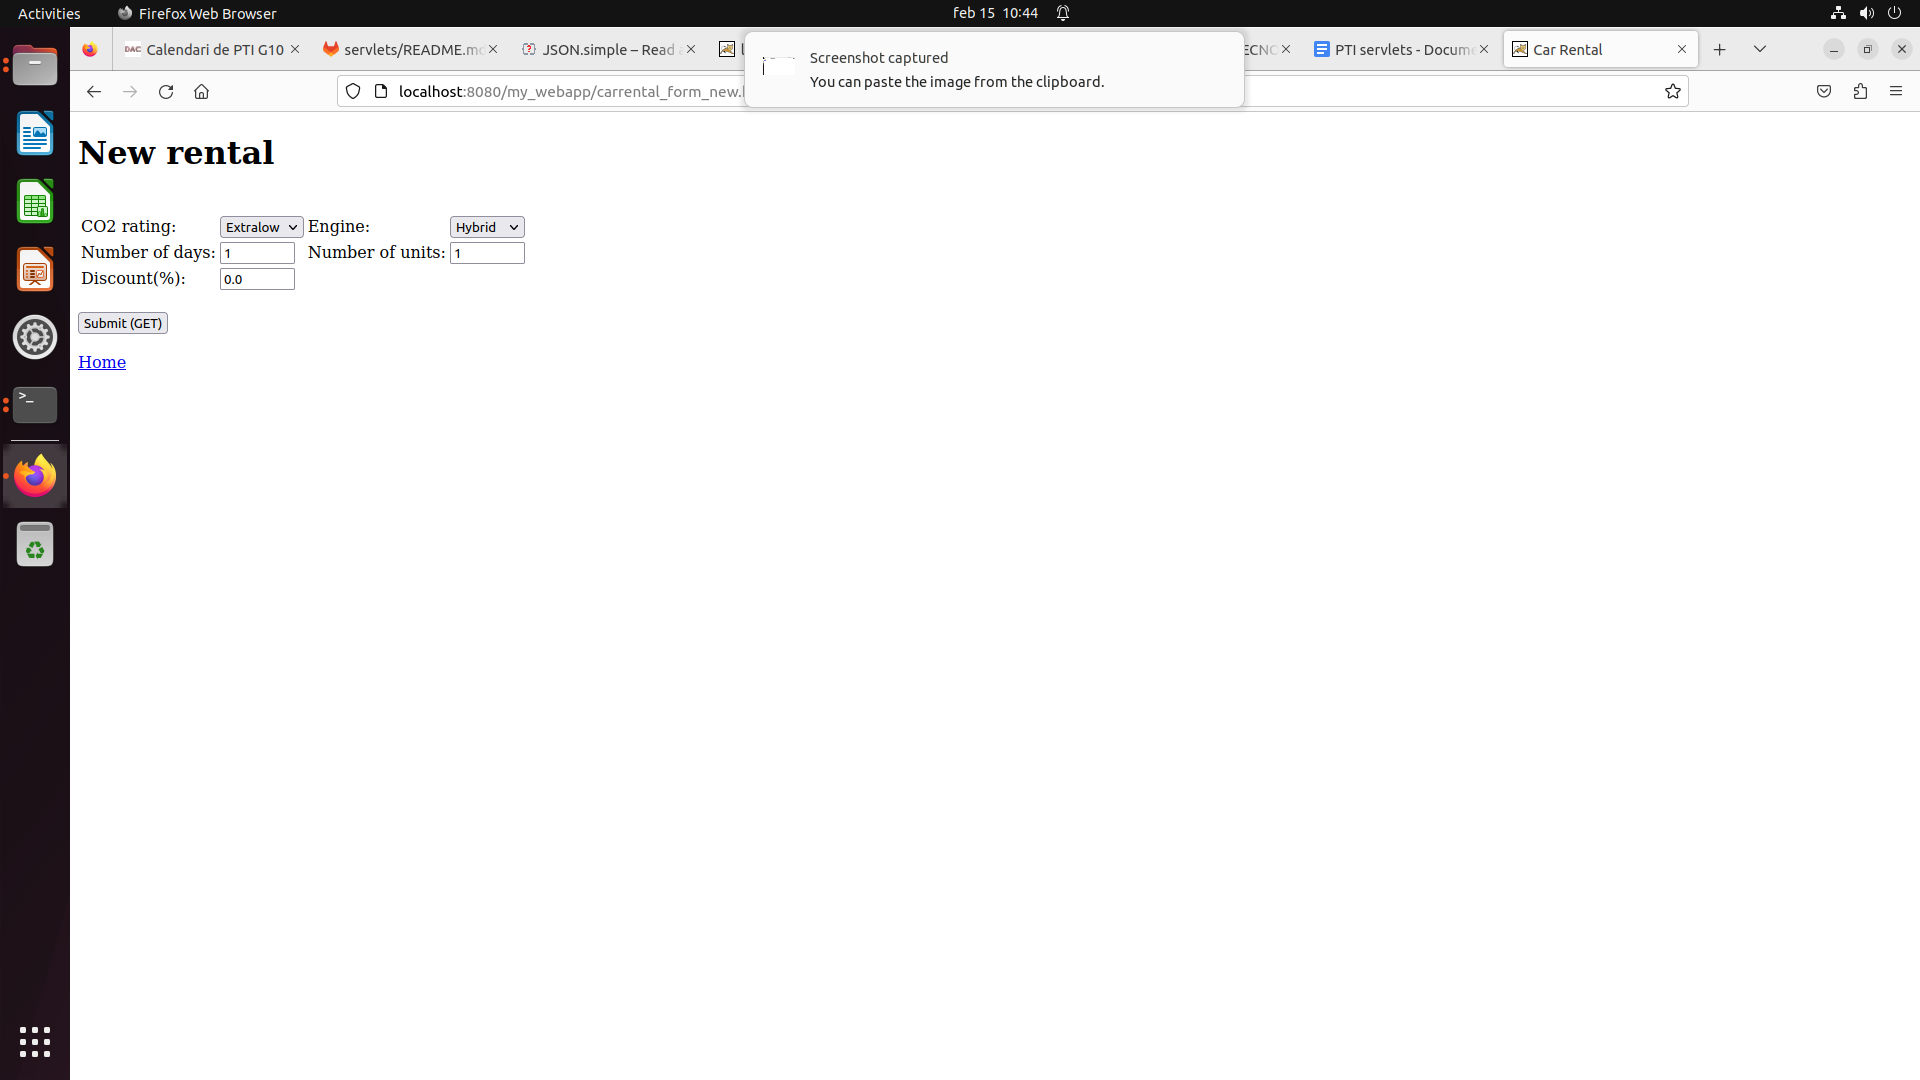 Activities
Firefox Web Browser
feb 15 10:44
Calendari de PTI G10
servlets/README.md
JSON.simple – Read
PTI servlets - Docum
Car Rental
Screenshot captured
You can paste the image from the clipboard.
localhost:8080/my_webapp/carrental_form_new.
New rental
CO2 rating: Extralow Engine: Hybrid
Number of days: 1 Number of units: 1
Discount(%): 0.0
Submit (GET)
Home